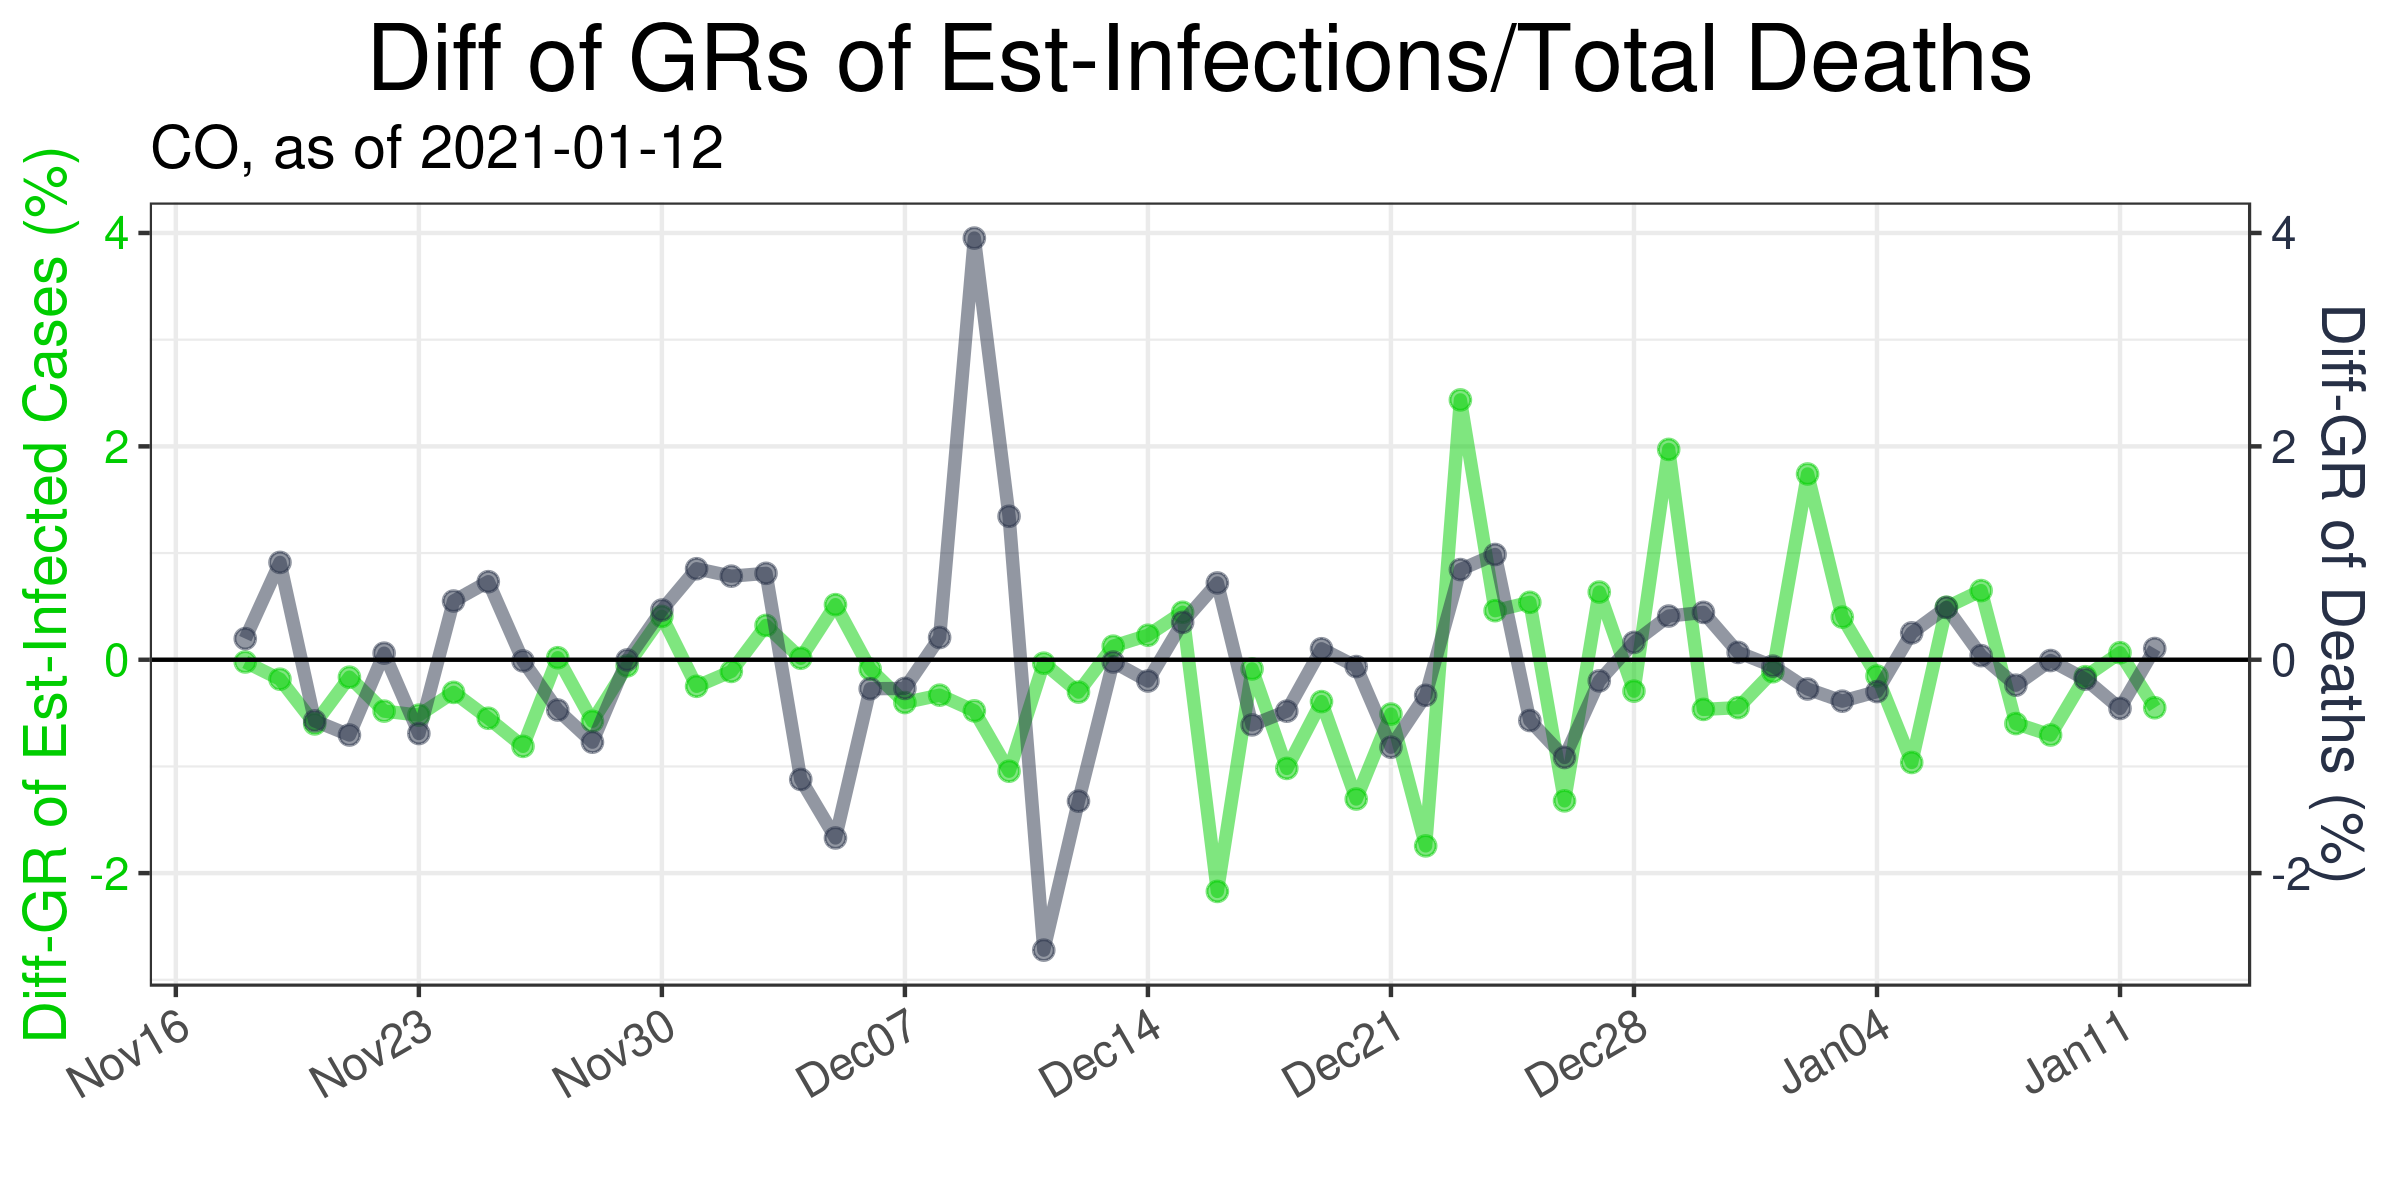 Diff of GRs of Est-Infections/Total Deaths
CO, as of 2021-01-12
Diff-GR of Est-Infected Cases (%)
4
2
0
-2
4
2
0
-2
Diff-GR of Deaths (%)
Nov16
Nov23
Nov30
Dec07
Dec14
Dec21
Dec28
Jan04
Jan11